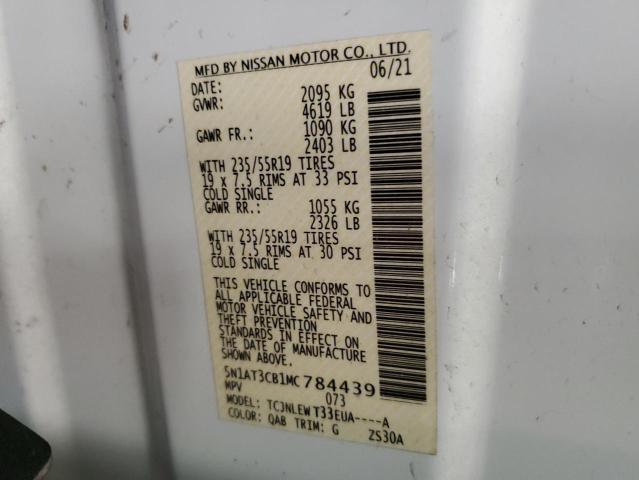 MFD BY NISSAN MOTOR CO., LTD.
DATE: 06/21
GVWR: 2095 KG
4619 LB
GAWR FR.: 1090 KG
2403 LB
WITH 235/55R19 TIRES
19 x 7.5 RIMS AT 33 PSI
COLD SINGLE
GAWR RR.: 1055 KG
2326 LB
WITH 235/55R19 TIRES
19 x 7.5 RIMS AT 30 PSI
COLD SINGLE
THIS VEHICLE CONFORMS TO
ALL APPLICABLE FEDERAL
MOTOR VEHICLE SAFETY AND
THEFT PREVENTION
STANDARDS IN EFFECT ON
THE DATE OF MANUFACTURE
SHOWN ABOVE.
5N1AT3CB1MC784439
MPV 073
MODEL: TCJNLEWT33EUA----A
COLOR: QAB TRIM: G ZS30A